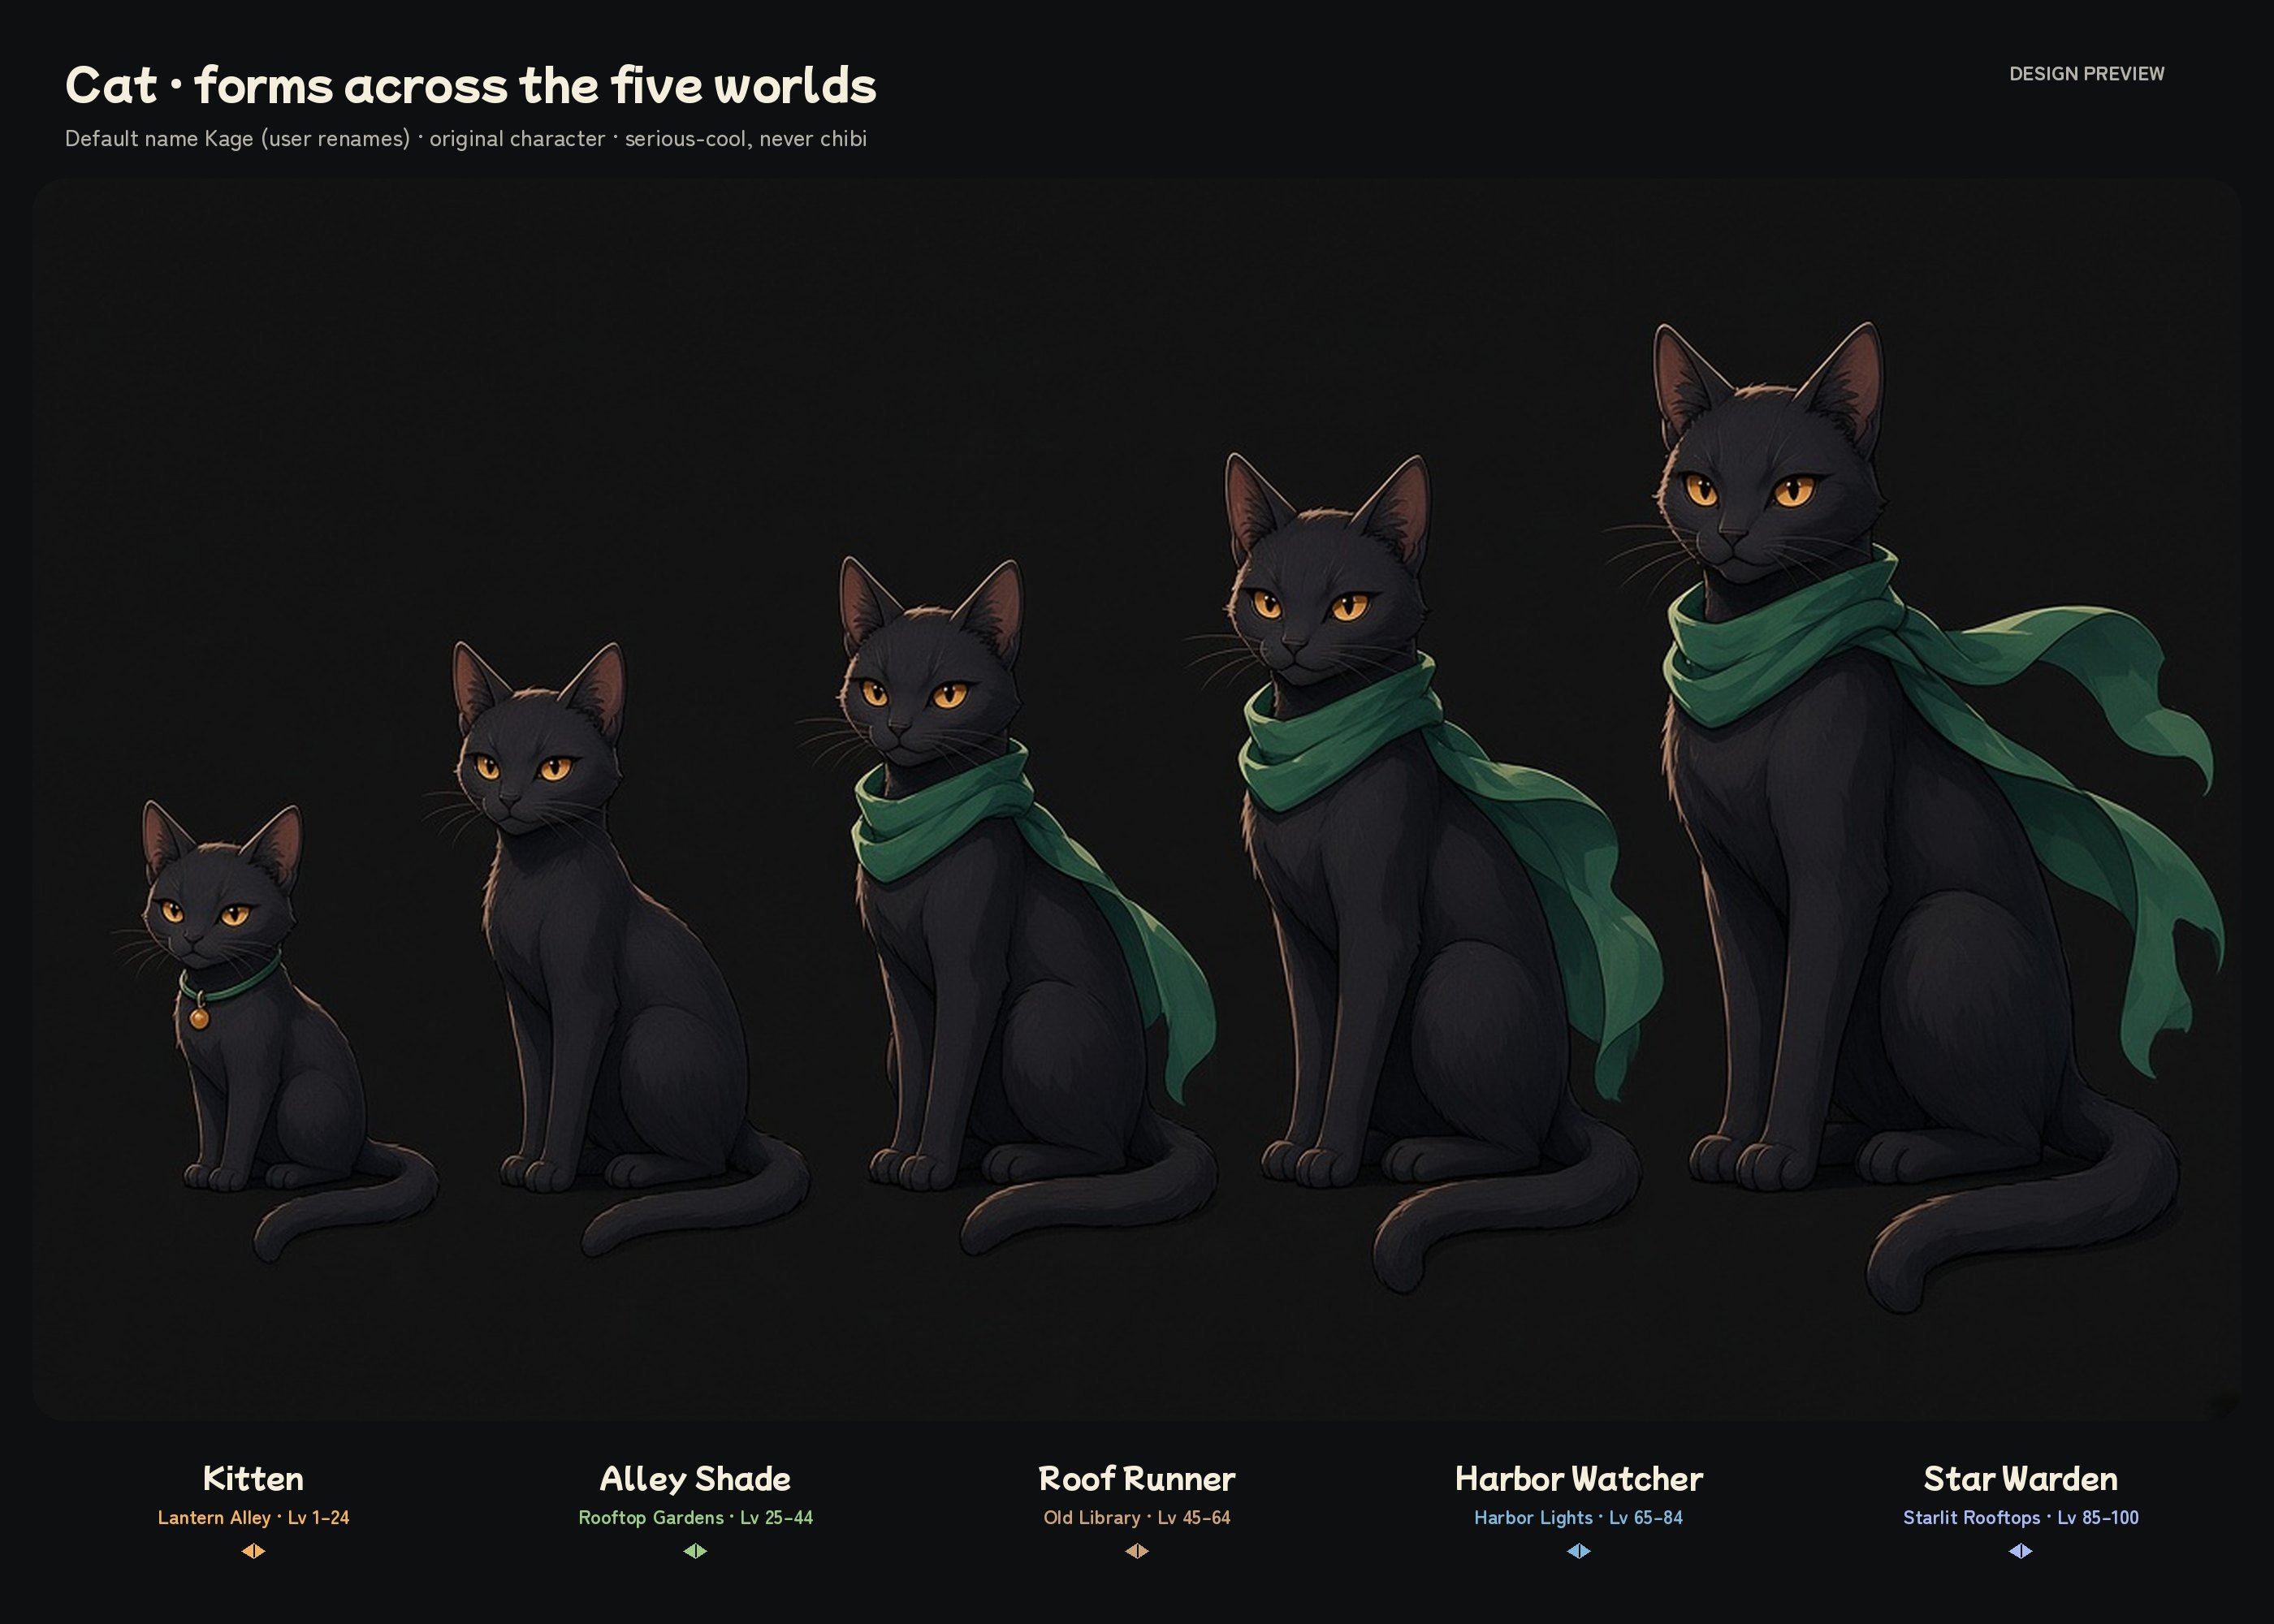 Cat · forms across the five worlds
DESIGN PREVIEW
Default name Kage (user renames) · original character · serious-cool, never chibi
Kitten
Lantern Alley · Lv 1–24
Alley Shade
Rooftop Gardens · Lv 25–44
Roof Runner
Old Library · Lv 45–64
Harbor Watcher
Harbor Lights · Lv 65–84
Star Warden
Starlit Rooftops · Lv 85–100